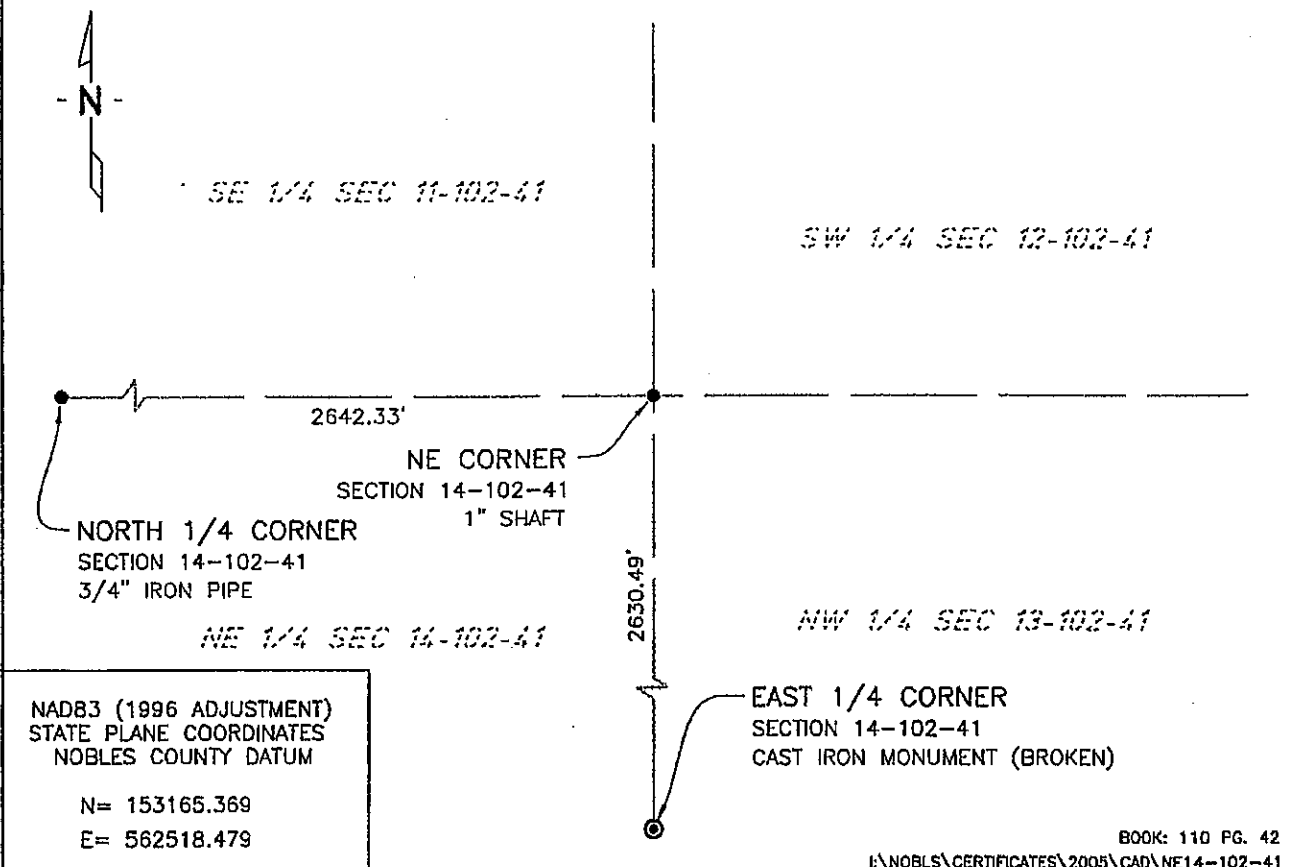 - N -
SE 1/4 SEC 11-102-41
SW 1/4 SEC 12-102-41
2642.33'
NE CORNER
SECTION 14-102-41
1" SHAFT
NORTH 1/4 CORNER
SECTION 14-102-41
3/4" IRON PIPE
2630.49'
NE 1/4 SEC 14-102-41
NW 1/4 SEC 13-102-41
EAST 1/4 CORNER
SECTION 14-102-41
CAST IRON MONUMENT (BROKEN)
NAD83 (1996 ADJUSTMENT)
STATE PLANE COORDINATES
NOBLES COUNTY DATUM
N= 153165.369
E= 562518.479
BOOK: 110 PG. 42
I:\NOBLS\CERTIFICATES\2005\CAD\NE14-102-41